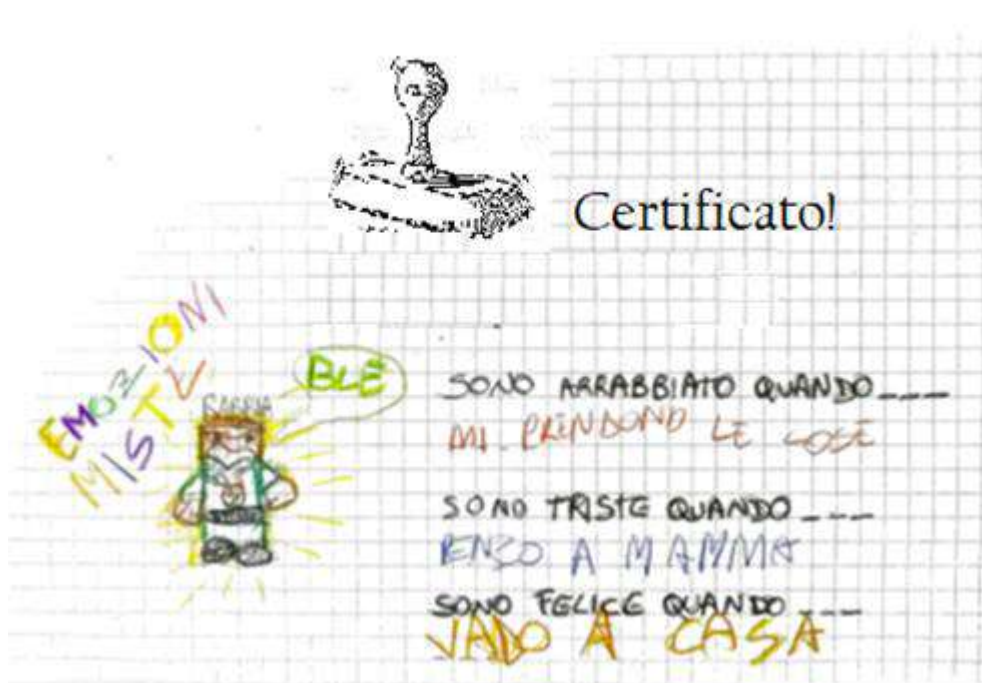 Certificato!
EMOZIONI
MISTE
BLE
SONO ARRABBIATO QUANDO___
MI PRENDONO LE COSE
SONO TRISTE QUANDO___
PENSO A MAMMA
SONO FELICE QUANDO___
VADO A CASA